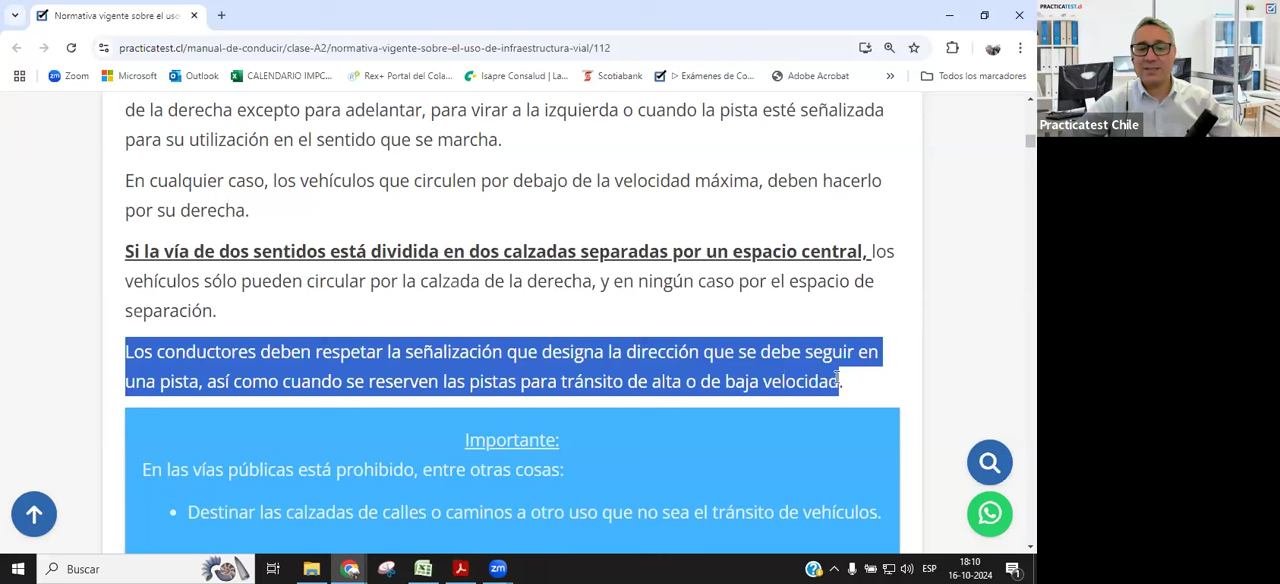 Normativa vigente sobre el uso
practicatest.cl/manual-de-conducir/clase-A2/normativa-vigente-sobre-el-uso-de-infraestructura-vial/112
Zoom
Microsoft
Outlook
CALENDARIO IMPC...
Rex+ Portal del Cola...
Isapre Consalud | La...
Scotiabank
▷ Exámenes de Co...
Adobe Acrobat
»
Todos los marcadores
PRACTICATEST.cl
Practicatest Chile
de la derecha excepto para adelantar, para virar a la izquierda o cuando la pista esté señalizada
para su utilización en el sentido que se marcha.
En cualquier caso, los vehículos que circulen por debajo de la velocidad máxima, deben hacerlo
por su derecha.
Si la vía de dos sentidos está dividida en dos calzadas separadas por un espacio central, los
vehículos sólo pueden circular por la calzada de la derecha, y en ningún caso por el espacio de
separación.
Los conductores deben respetar la señalización que designa la dirección que se debe seguir en
una pista, así como cuando se reserven las pistas para tránsito de alta o de baja velocidad.
Importante:
En las vías públicas está prohibido, entre otras cosas:
• Destinar las calzadas de calles o caminos a otro uso que no sea el tránsito de vehículos.
Buscar
ESP
18:10
16-10-2024